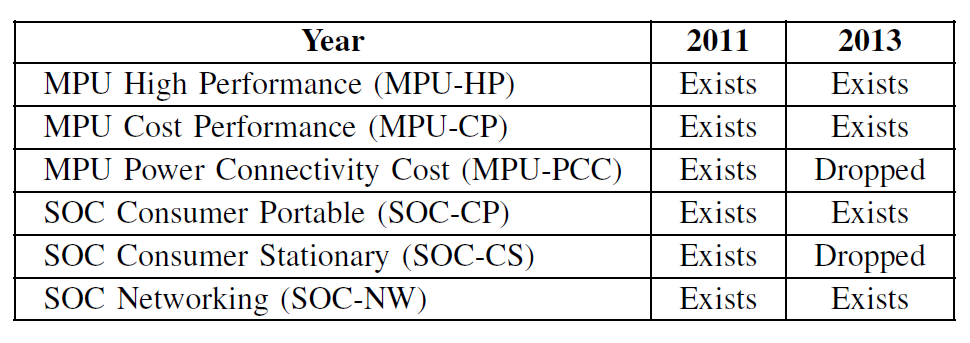 Year 2011 2013
MPU High Performance (MPU-HP) Exists Exists
MPU Cost Performance (MPU-CP) Exists Exists
MPU Power Connectivity Cost (MPU-PCC) Exists Dropped
SOC Consumer Portable (SOC-CP) Exists Exists
SOC Consumer Stationary (SOC-CS) Exists Dropped
SOC Networking (SOC-NW) Exists Exists